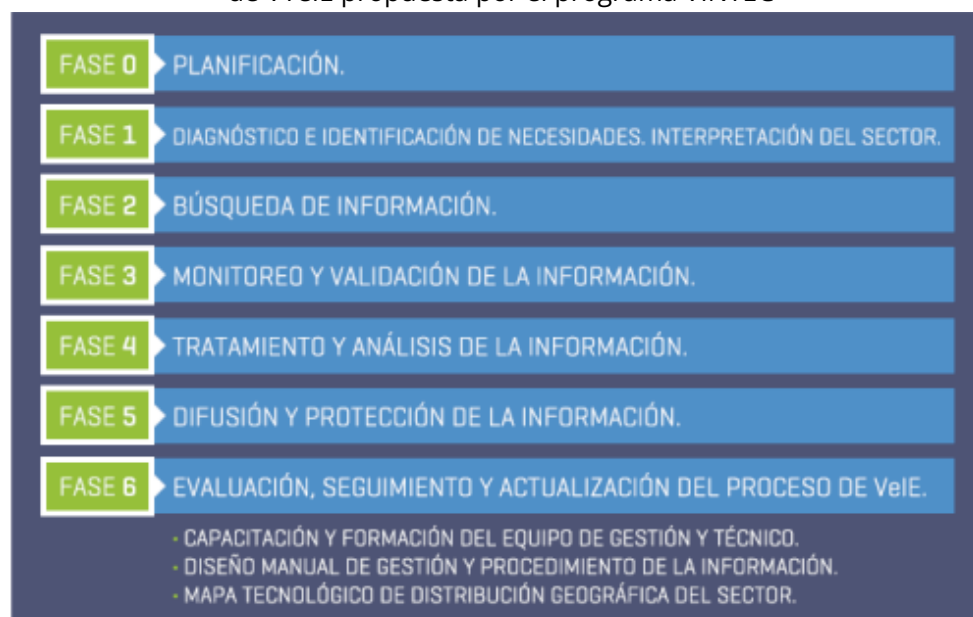 FASE 0 PLANIFICACIÓN.
FASE 1 DIAGNÓSTICO E IDENTIFICACIÓN DE NECESIDADES. INTERPRETACIÓN DEL SECTOR.
FASE 2 BÚSQUEDA DE INFORMACIÓN.
FASE 3 MONITOREO Y VALIDACIÓN DE LA INFORMACIÓN.
FASE 4 TRATAMIENTO Y ANÁLISIS DE LA INFORMACIÓN.
FASE 5 DIFUSIÓN Y PROTECCIÓN DE LA INFORMACIÓN.
FASE 6 EVALUACIÓN, SEGUIMIENTO Y ACTUALIZACIÓN DEL PROCESO DE VeIE.
· CAPACITACIÓN Y FORMACIÓN DEL EQUIPO DE GESTIÓN Y TÉCNICO.
· DISEÑO MANUAL DE GESTIÓN Y PROCEDIMIENTO DE LA INFORMACIÓN.
· MAPA TECNOLÓGICO DE DISTRIBUCIÓN GEOGRÁFICA DEL SECTOR.